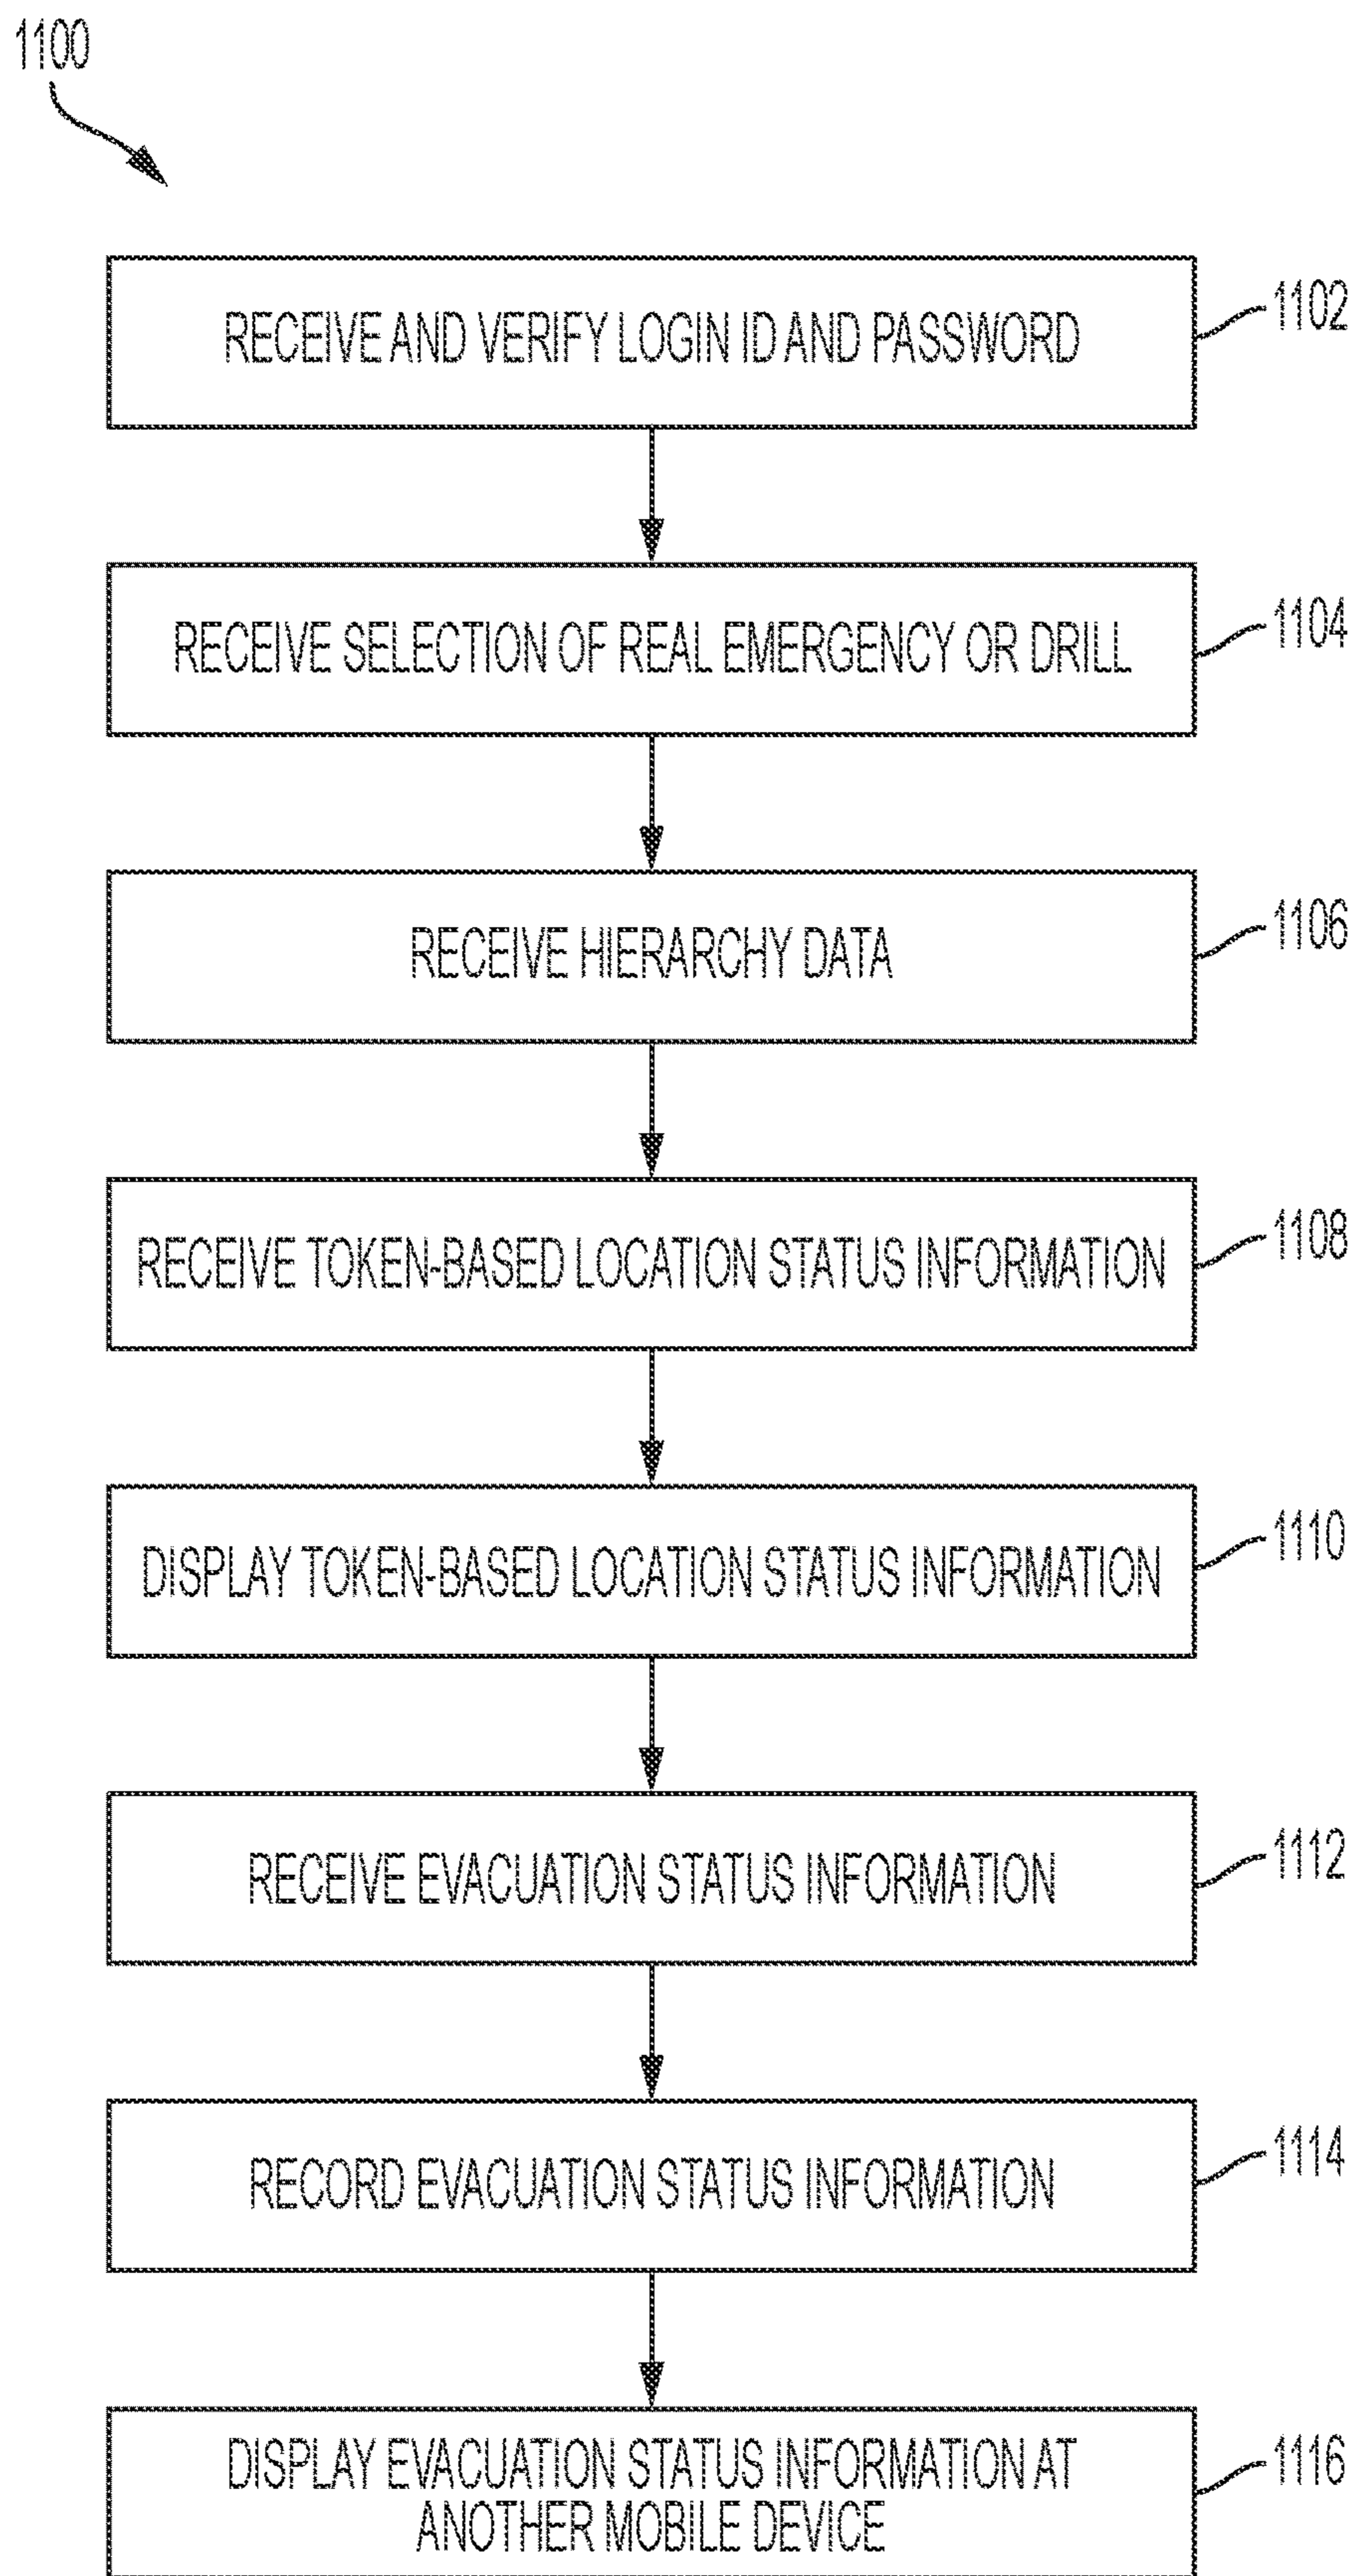 1100
RECEIVE AND VERIFY LOGIN ID AND PASSWORD
1102
RECEIVE SELECTION OF REAL EMERGENCY OR DRILL
1104
RECEIVE HIERARCHY DATA
1106
RECEIVE TOKEN-BASED LOCATION STATUS INFORMATION
1108
DISPLAY TOKEN-BASED LOCATION STATUS INFORMATION
1110
RECEIVE EVACUATION STATUS INFORMATION
1112
RECORD EVACUATION STATUS INFORMATION
1114
DISPLAY EVACUATION STATUS INFORMATION AT
ANOTHER MOBILE DEVICE
1116